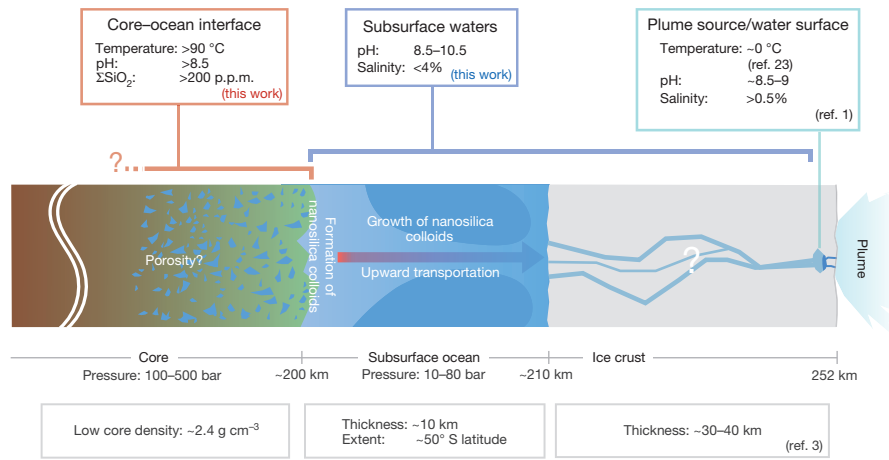 Core–ocean interface
Temperature: >90 °C
pH: >8.5
ΣSiO₂: >200 p.p.m.
(this work)
Subsurface waters
pH: 8.5–10.5
Salinity: <4%
(this work)
Plume source/water surface
Temperature: ~0 °C
(ref. 23)
pH: ~8.5–9
Salinity: >0.5%
(ref. 1)
?...
Porosity?
Formation of
nanosilica colloids
Growth of nanosilica
colloids
Upward transportation
?
Plume
Core
Pressure: 100–500 bar
~200 km
Subsurface ocean
Pressure: 10–80 bar
~210 km
Ice crust
252 km
Low core density: ~2.4 g cm⁻³
Thickness: ~10 km
Extent: ~50° S latitude
Thickness: ~30–40 km
(ref. 3)